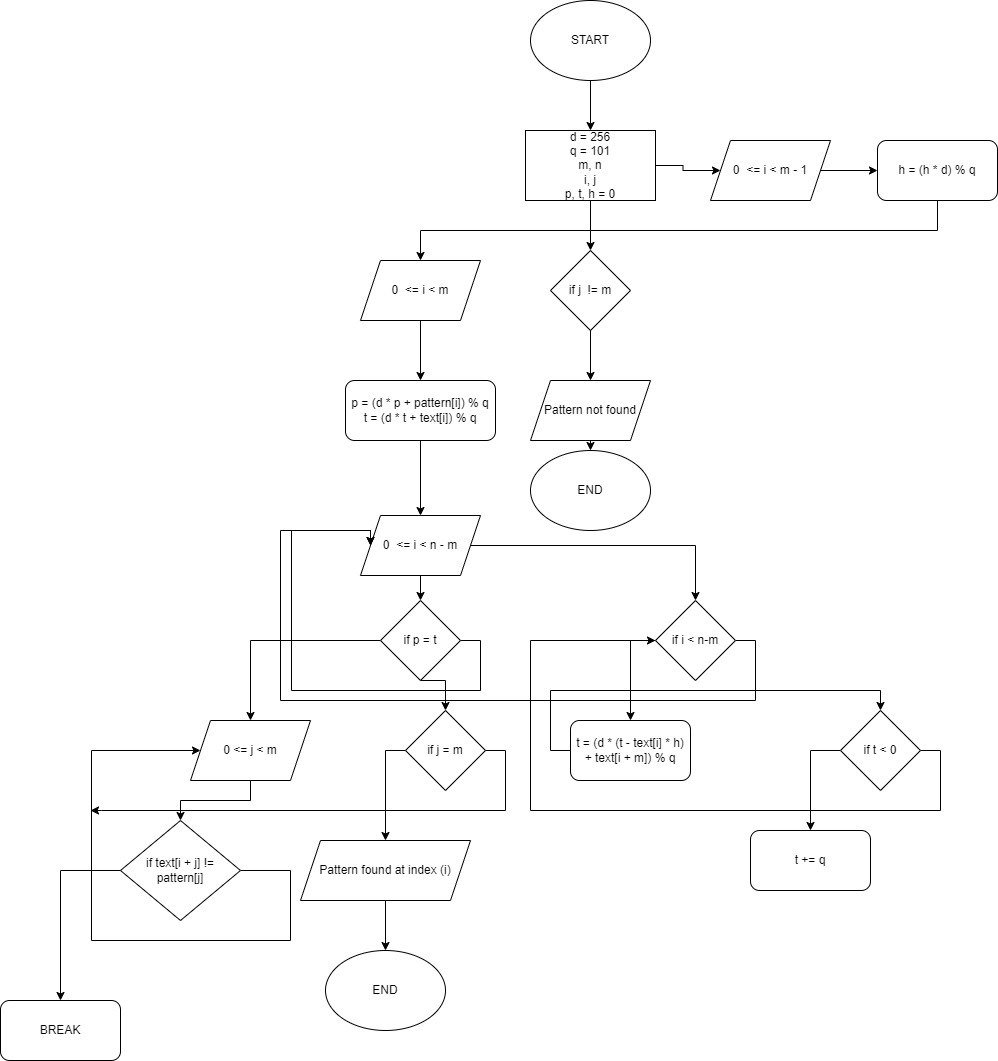 START
d = 256
q = 101
m, n
i, j
p, t, h = 0
0 <= i < m - 1
h = (h * d) % q
0 <= i < m
if j != m
p = (d * p + pattern[i]) % q
t = (d * t + text[i]) % q
Pattern not found
END
0 <= i < n - m
if p = t
if i < n-m
0 <= j < m
if j = m
t = (d * (t - text[i] * h)
+ text[i + m]) % q
if t < 0
if text[i + j] !=
pattern[j]
Pattern found at index (i)
t += q
END
BREAK